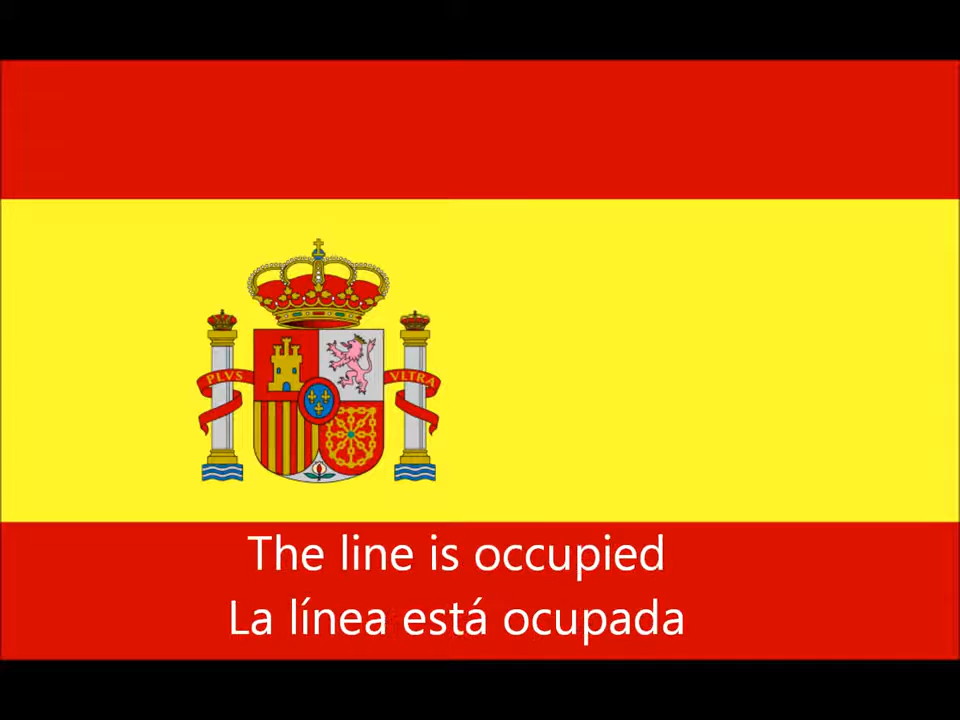 PLVS VLTRA
The line is occupied
La línea está ocupada